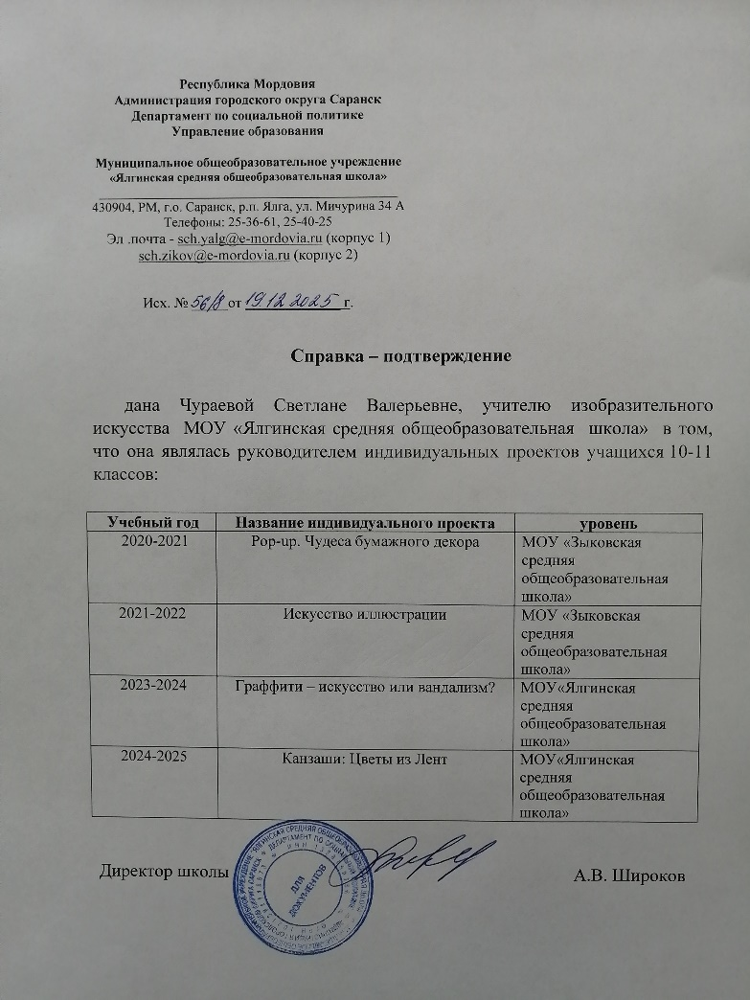 Республика Мордовия
Администрация городского округа Саранск
Департамент по социальной политике
Управление образования
Муниципальное общеобразовательное учреждение
«Ялгинская средняя общеобразовательная школа»
430904, РМ, г.о. Саранск, р.п. Ялга, ул. Мичурина 34 А
Телефоны: 25-36-61, 25-40-25
Эл .почта - sch.yalg@e-mordovia.ru (корпус 1)
sch.zikov@e-mordovia.ru (корпус 2)
Исх. № 56/8 от 19.12.2025 г.
Справка – подтверждение
дана Чураевой Светлане Валерьевне, учителю изобразительного
искусства МОУ «Ялгинская средняя общеобразовательная школа» в том,
что она являлась руководителем индивидуальных проектов учащихся 10-11
классов:
Учебный год Название индивидуального проекта уровень
2020-2021 Pop-up. Чудеса бумажного декора МОУ «Зыковская
средняя
общеобразовательная
школа»
2021-2022 Искусство иллюстрации МОУ «Зыковская
средняя
общеобразовательная
школа»
2023-2024 Граффити – искусство или вандализм? МОУ«Ялгинская
средняя
общеобразовательная
школа»
2024-2025 Канзаши: Цветы из Лент МОУ«Ялгинская
средняя
общеобразовательная
школа»
Директор школы А.В. Широков
ДЛЯ
ДОКУМЕНТОВ